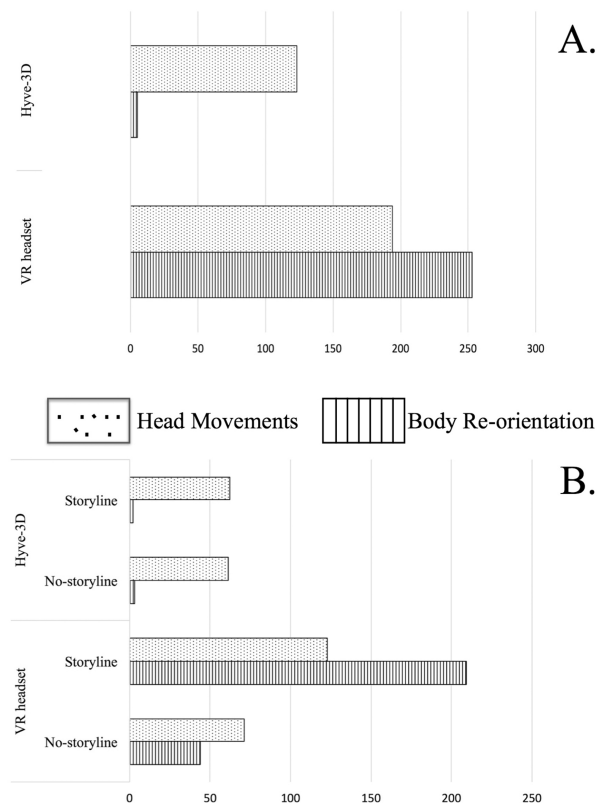 A.
Hyve-3D
VR headset
0 50 100 150 200 250 300
Head Movements Body Re-orientation
B.
Hyve-3D
Storyline
No-storyline
VR headset
Storyline
No-storyline
0 50 100 150 200 250